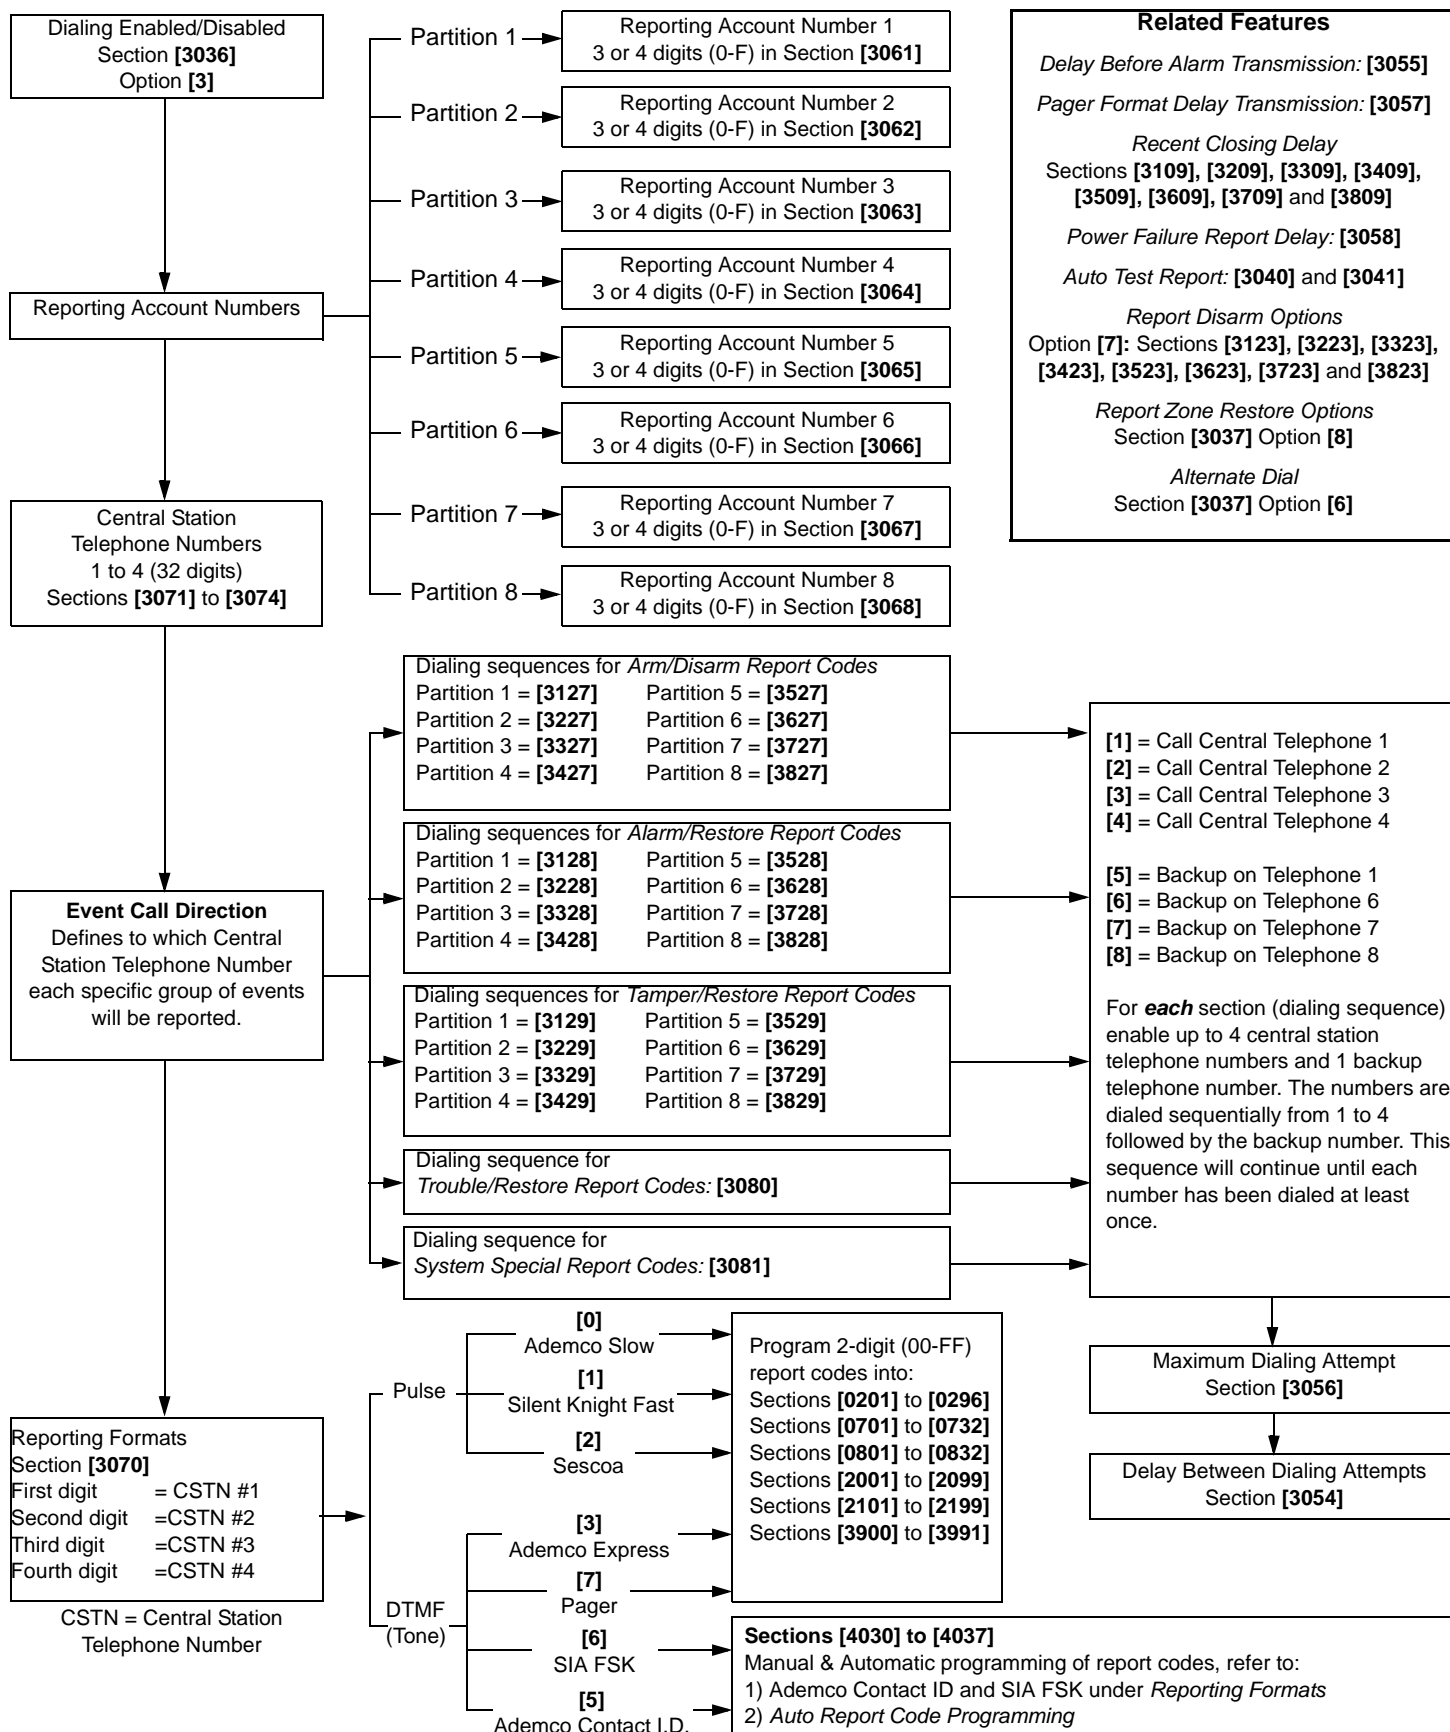 Dialing Enabled/Disabled
Section [3036]
Option [3]
Reporting Account Numbers
Partition 1
Reporting Account Number 1
3 or 4 digits (0-F) in Section [3061]
Partition 2
Reporting Account Number 2
3 or 4 digits (0-F) in Section [3062]
Partition 3
Reporting Account Number 3
3 or 4 digits (0-F) in Section [3063]
Partition 4
Reporting Account Number 4
3 or 4 digits (0-F) in Section [3064]
Partition 5
Reporting Account Number 5
3 or 4 digits (0-F) in Section [3065]
Partition 6
Reporting Account Number 6
3 or 4 digits (0-F) in Section [3066]
Partition 7
Reporting Account Number 7
3 or 4 digits (0-F) in Section [3067]
Partition 8
Reporting Account Number 8
3 or 4 digits (0-F) in Section [3068]
Related Features
Delay Before Alarm Transmission: [3055]
Pager Format Delay Transmission: [3057]
Recent Closing Delay
Sections [3109], [3209], [3309], [3409],
[3509], [3609], [3709] and [3809]
Power Failure Report Delay: [3058]
Auto Test Report: [3040] and [3041]
Report Disarm Options
Option [7]: Sections [3123], [3223], [3323],
[3423], [3523], [3623], [3723] and [3823]
Report Zone Restore Options
Section [3037] Option [8]
Alternate Dial
Section [3037] Option [6]
Central Station
Telephone Numbers
1 to 4 (32 digits)
Sections [3071] to [3074]
Event Call Direction
Defines to which Central
Station Telephone Number
each specific group of events
will be reported.
Dialing sequences for Arm/Disarm Report Codes
Partition 1 = [3127] Partition 5 = [3527]
Partition 2 = [3227] Partition 6 = [3627]
Partition 3 = [3327] Partition 7 = [3727]
Partition 4 = [3427] Partition 8 = [3827]
Dialing sequences for Alarm/Restore Report Codes
Partition 1 = [3128] Partition 5 = [3528]
Partition 2 = [3228] Partition 6 = [3628]
Partition 3 = [3328] Partition 7 = [3728]
Partition 4 = [3428] Partition 8 = [3828]
Dialing sequences for Tamper/Restore Report Codes
Partition 1 = [3129] Partition 5 = [3529]
Partition 2 = [3229] Partition 6 = [3629]
Partition 3 = [3329] Partition 7 = [3729]
Partition 4 = [3429] Partition 8 = [3829]
Dialing sequence for
Trouble/Restore Report Codes: [3080]
Dialing sequence for
System Special Report Codes: [3081]
[1] = Call Central Telephone 1
[2] = Call Central Telephone 2
[3] = Call Central Telephone 3
[4] = Call Central Telephone 4
[5] = Backup on Telephone 1
[6] = Backup on Telephone 6
[7] = Backup on Telephone 7
[8] = Backup on Telephone 8
For each section (dialing sequence)
enable up to 4 central station
telephone numbers and 1 backup
telephone number. The numbers are
dialed sequentially from 1 to 4
followed by the backup number. This
sequence will continue until each
number has been dialed at least
once.
Maximum Dialing Attempt
Section [3056]
Delay Between Dialing Attempts
Section [3054]
Reporting Formats
Section [3070]
First digit = CSTN #1
Second digit =CSTN #2
Third digit =CSTN #3
Fourth digit =CSTN #4
CSTN = Central Station
Telephone Number
Pulse
[0]
Ademco Slow
[1]
Silent Knight Fast
[2]
Sescoa
DTMF
(Tone)
[3]
Ademco Express
[7]
Pager
[6]
SIA FSK
[5]
Ademco Contact I.D.
Program 2-digit (00-FF)
report codes into:
Sections [0201] to [0296]
Sections [0701] to [0732]
Sections [0801] to [0832]
Sections [2001] to [2099]
Sections [2101] to [2199]
Sections [3900] to [3991]
Sections [4030] to [4037]
Manual & Automatic programming of report codes, refer to:
1) Ademco Contact ID and SIA FSK under Reporting Formats
2) Auto Report Code Programming